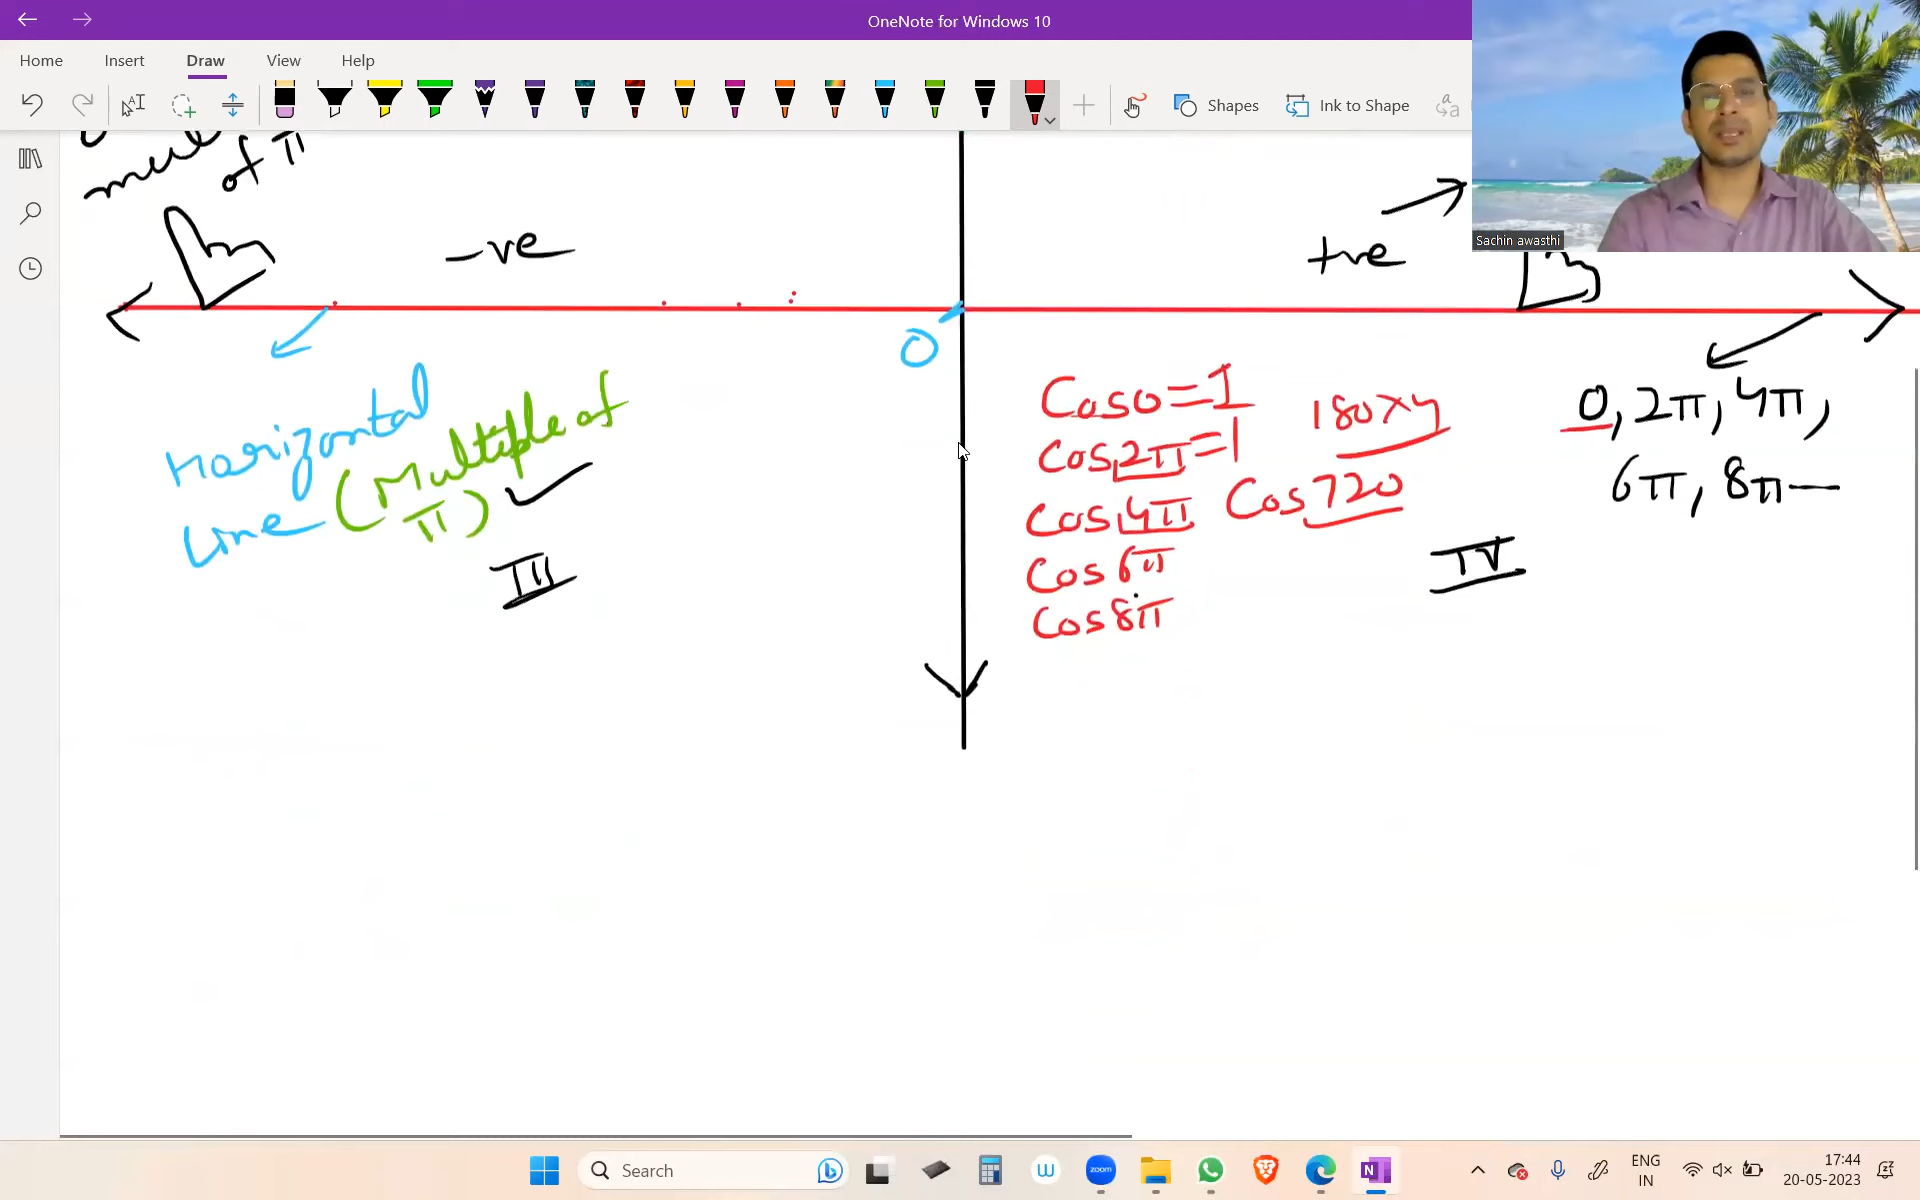 OneNote for Windows 10
Home Insert Draw View Help
Shapes Ink to Shape
of π
-ve
+ve
Sachin awasthi
0
Horizontal
Line (Multiple of
π)
III
Cos0=1
Cos2π=1
Cos4π
Cos6π
Cos8π
180×4
Cos720
0, 2π, 4π,
6π, 8π—
IV
Search
zoom
ENG
IN
17:44
20-05-2023